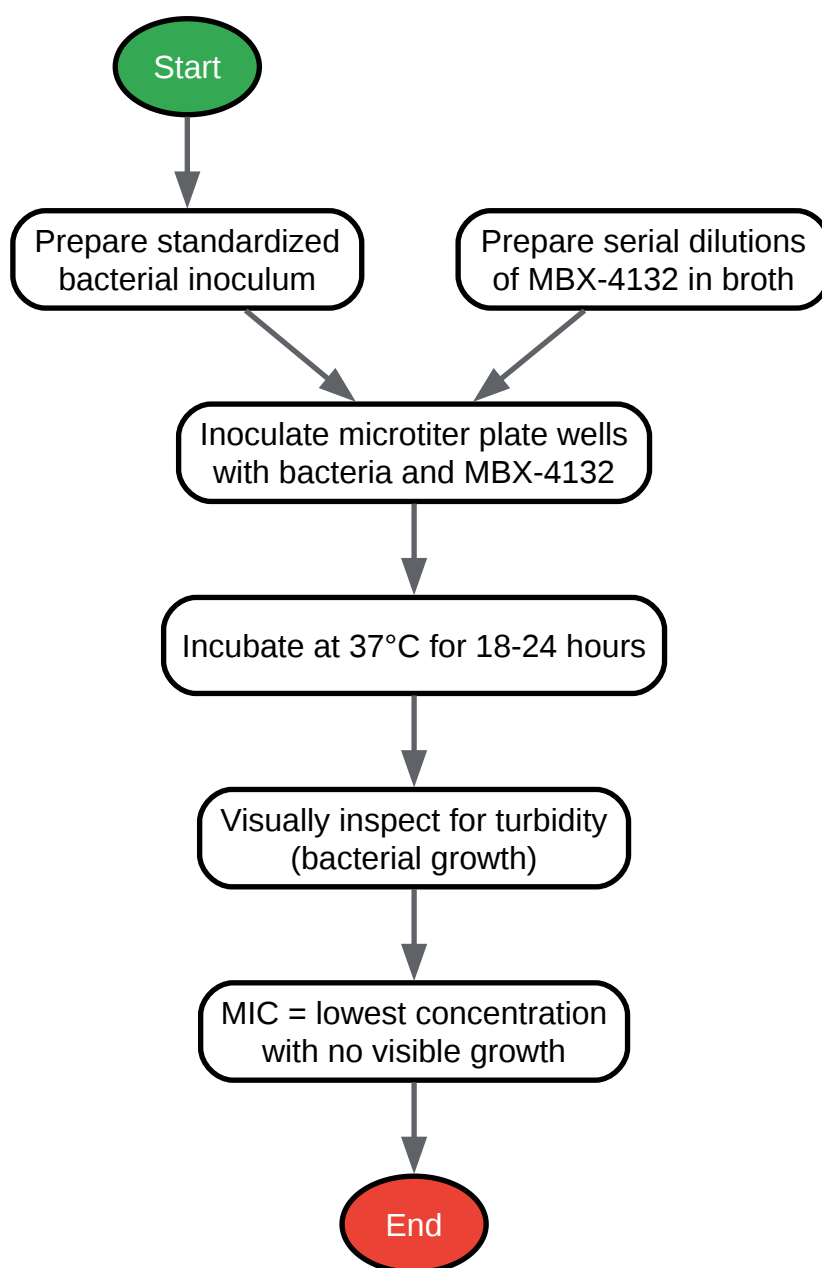 Start
Prepare standardized
bacterial inoculum
Prepare serial dilutions
of MBX-4132 in broth
Inoculate microtiter plate wells
with bacteria and MBX-4132
Incubate at 37°C for 18-24 hours
Visually inspect for turbidity
(bacterial growth)
MIC = lowest concentration
with no visible growth
End